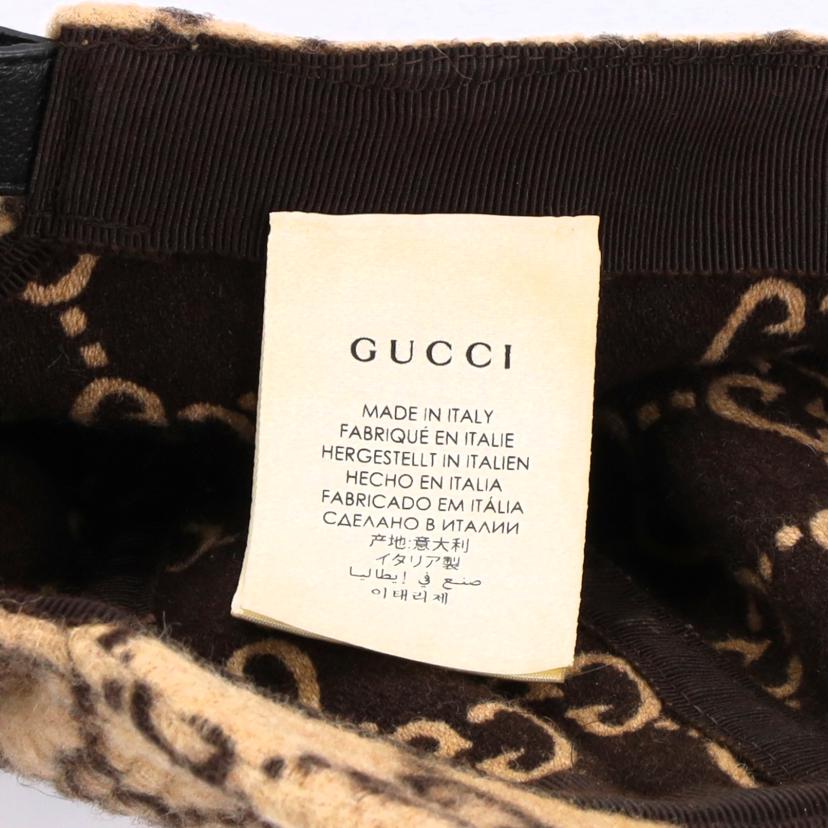 GUCCI
MADE IN ITALY
FABRIQUÉ EN ITALIE
HERGESTELLT IN ITALIEN
HECHO EN ITALIA
FABRICADO EM ITÁLIA
СДЕЛАНО В ИТАЛИИ
产地:意大利
イタリア製
صنع في إيطاليا
이태리제